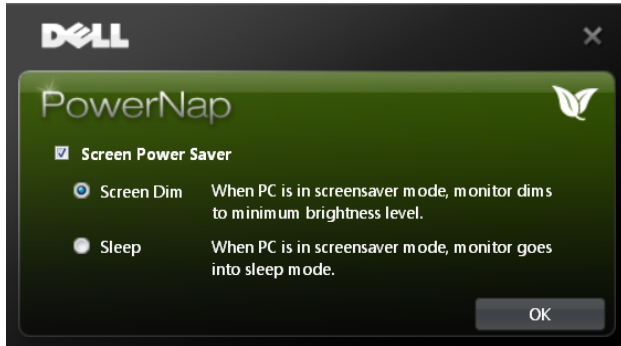 DELL
PowerNap
Screen Power Saver
Screen Dim When PC is in screensaver mode, monitor dims
to minimum brightness level.
Sleep When PC is in screensaver mode, monitor goes
into sleep mode.
OK